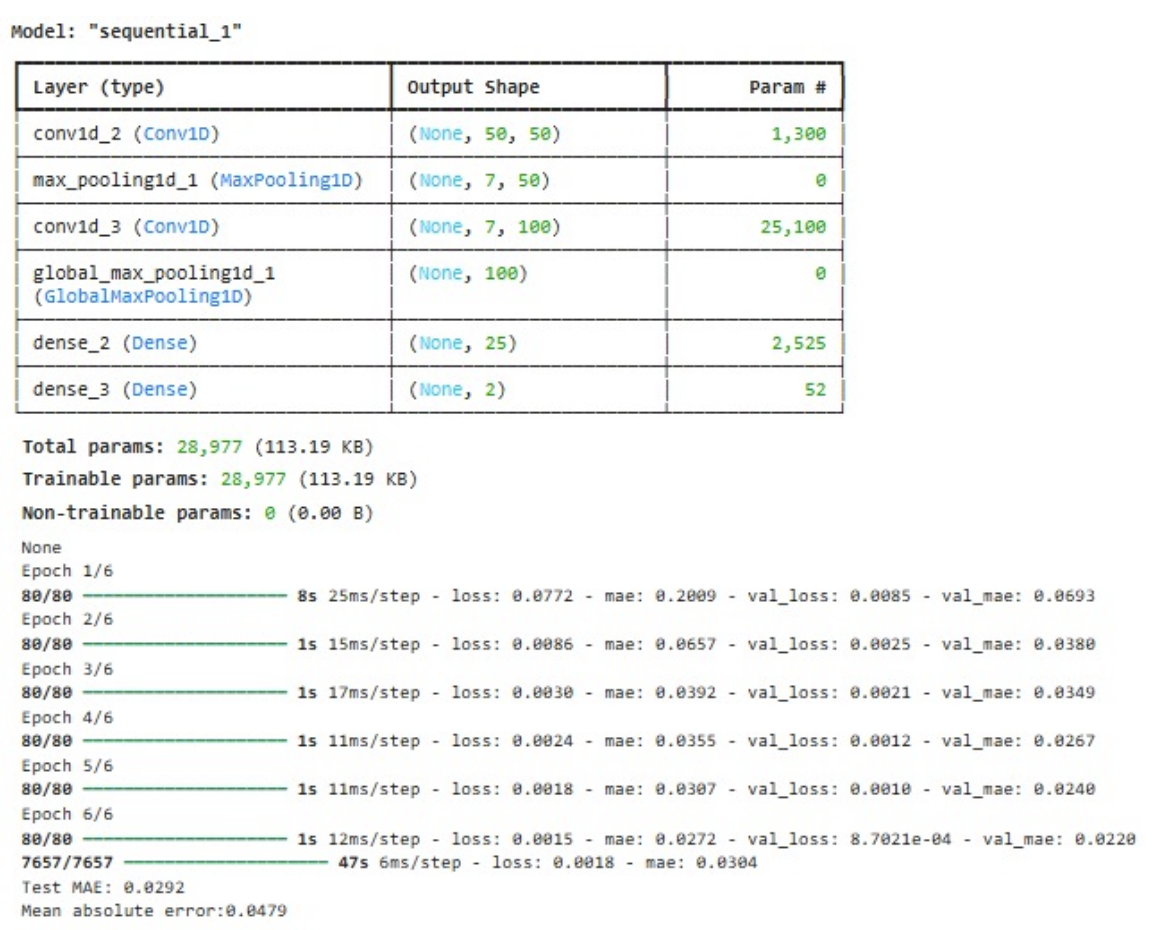 Model: "sequential_1"
Layer (type) Output Shape Param #
conv1d_2 (Conv1D) (None, 50, 50) 1,300
max_pooling1d_1 (MaxPooling1D) (None, 7, 50) 0
conv1d_3 (Conv1D) (None, 7, 100) 25,100
global_max_pooling1d_1 (None, 100) 0
(GlobalMaxPooling1D)
dense_2 (Dense) (None, 25) 2,525
dense_3 (Dense) (None, 2) 52
Total params: 28,977 (113.19 KB)
Trainable params: 28,977 (113.19 KB)
Non-trainable params: 0 (0.00 B)
None
Epoch 1/6
80/80 8s 25ms/step - loss: 0.0772 - mae: 0.2009 - val_loss: 0.0085 - val_mae: 0.0693
Epoch 2/6
80/80 1s 15ms/step - loss: 0.0086 - mae: 0.0657 - val_loss: 0.0025 - val_mae: 0.0380
Epoch 3/6
80/80 1s 17ms/step - loss: 0.0030 - mae: 0.0392 - val_loss: 0.0021 - val_mae: 0.0349
Epoch 4/6
80/80 1s 11ms/step - loss: 0.0024 - mae: 0.0355 - val_loss: 0.0012 - val_mae: 0.0267
Epoch 5/6
80/80 1s 11ms/step - loss: 0.0018 - mae: 0.0307 - val_loss: 0.0010 - val_mae: 0.0240
Epoch 6/6
80/80 1s 12ms/step - loss: 0.0015 - mae: 0.0272 - val_loss: 8.7021e-04 - val_mae: 0.0220
7657/7657 47s 6ms/step - loss: 0.0018 - mae: 0.0304
Test MAE: 0.0292
Mean absolute error:0.0479